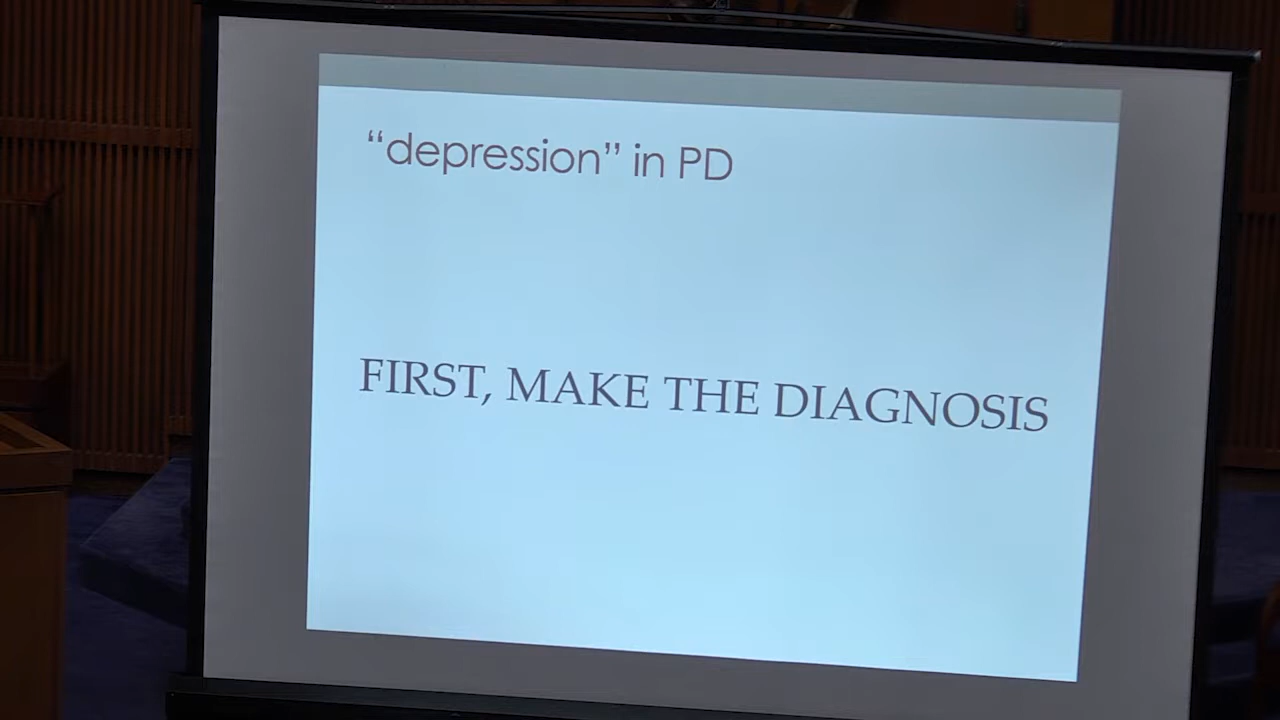 “depression” in PD
FIRST, MAKE THE DIAGNOSIS